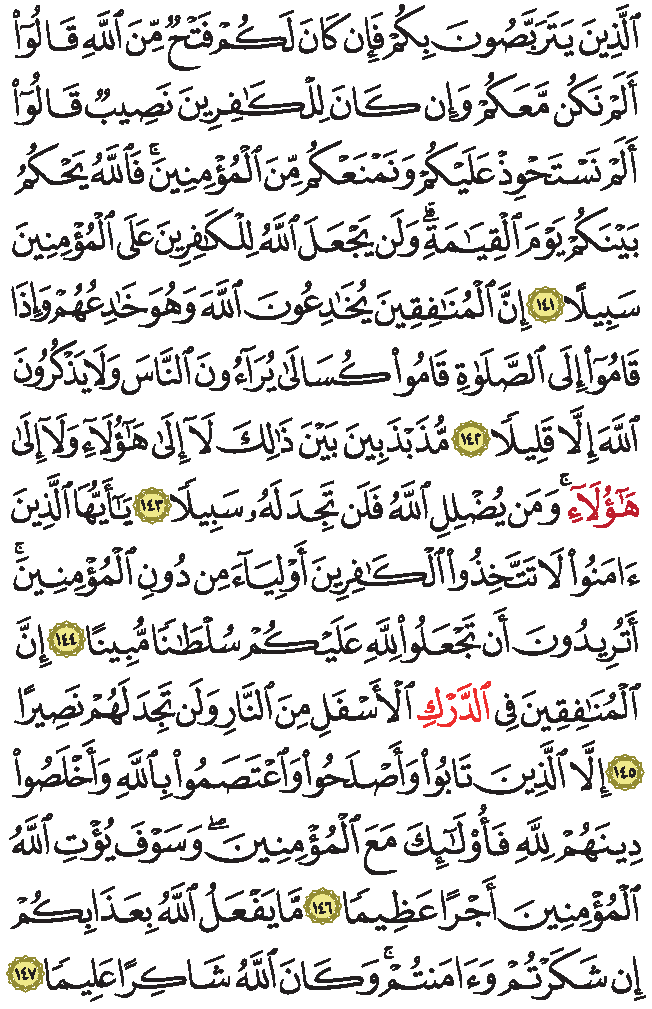 ٱلَّذِينَ يَتَرَبَّصُونَ بِكُمْ فَإِن كَانَ لَكُمْ فَتْحٌ مِّنَ ٱللَّهِ قَالُوٓا۟
أَلَمْ نَكُن مَّعَكُمْ وَإِن كَانَ لِلْكَـٰفِرِينَ نَصِيبٌ قَالُوٓا۟
أَلَمْ نَسْتَحْوِذْ عَلَيْكُمْ وَنَمْنَعْكُم مِّنَ ٱلْمُؤْمِنِينَ ۚ فَٱللَّهُ يَحْكُمُ
بَيْنَكُمْ يَوْمَ ٱلْقِيَـٰمَةِ ۗ وَلَن يَجْعَلَ ٱللَّهُ لِلْكَـٰفِرِينَ عَلَى ٱلْمُؤْمِنِينَ
سَبِيلًا ١٤١ إِنَّ ٱلْمُنَـٰفِقِينَ يُخَـٰدِعُونَ ٱللَّهَ وَهُوَ خَـٰدِعُهُمْ وَإِذَا
قَامُوٓا۟ إِلَى ٱلصَّلَوٰةِ قَامُوا۟ كُسَالَىٰ يُرَآءُونَ ٱلنَّاسَ وَلَا يَذْكُرُونَ
ٱللَّهَ إِلَّا قَلِيلًا ١٤٢ مُّذَبْذَبِينَ بَيْنَ ذَٰلِكَ لَآ إِلَىٰ هَـٰٓؤُلَآءِ وَلَآ إِلَىٰ
هَـٰٓؤُلَآءِ ۚ وَمَن يُضْلِلِ ٱللَّهُ فَلَن تَجِدَ لَهُۥ سَبِيلًا ١٤٣ يَـٰٓأَيُّهَا ٱلَّذِينَ
ءَامَنُوا۟ لَا تَتَّخِذُوا۟ ٱلْكَـٰفِرِينَ أَوْلِيَآءَ مِن دُونِ ٱلْمُؤْمِنِينَ ۚ
أَتُرِيدُونَ أَن تَجْعَلُوا۟ لِلَّهِ عَلَيْكُمْ سُلْطَـٰنًا مُّبِينًا ١٤٤ إِنَّ
ٱلْمُنَـٰفِقِينَ فِى ٱلدَّرْكِ ٱلْأَسْفَلِ مِنَ ٱلنَّارِ وَلَن تَجِدَ لَهُمْ نَصِيرًا
١٤٥ إِلَّا ٱلَّذِينَ تَابُوا۟ وَأَصْلَحُوا۟ وَٱعْتَصَمُوا۟ بِٱللَّهِ وَأَخْلَصُوا۟
دِينَهُمْ لِلَّهِ فَأُو۟لَـٰٓئِكَ مَعَ ٱلْمُؤْمِنِينَ ۖ وَسَوْفَ يُؤْتِ ٱللَّهُ
ٱلْمُؤْمِنِينَ أَجْرًا عَظِيمًا ١٤٦ مَّا يَفْعَلُ ٱللَّهُ بِعَذَابِكُمْ
إِن شَكَرْتُمْ وَءَامَنتُمْ ۚ وَكَانَ ٱللَّهُ شَاكِرًا عَلِيمًا ١٤٧